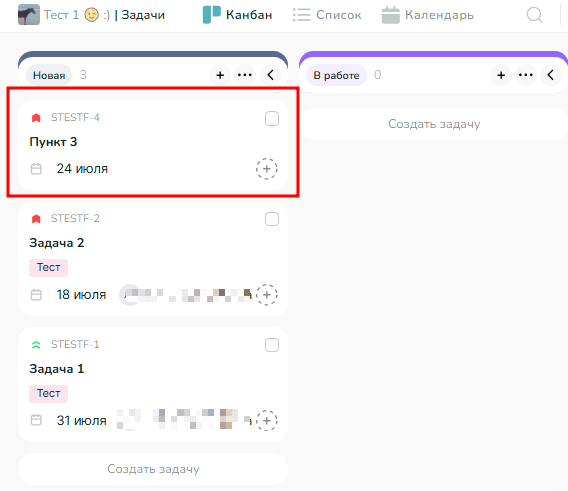 Тест 1 😉 :) | Задачи Канбан Список Календарь
Новая 3
В работе 0
STESTF-4
Пункт 3
24 июля
STESTF-2
Задача 2
Тест
18 июля
STESTF-1
Задача 1
Тест
31 июля
Создать задачу
Создать задачу